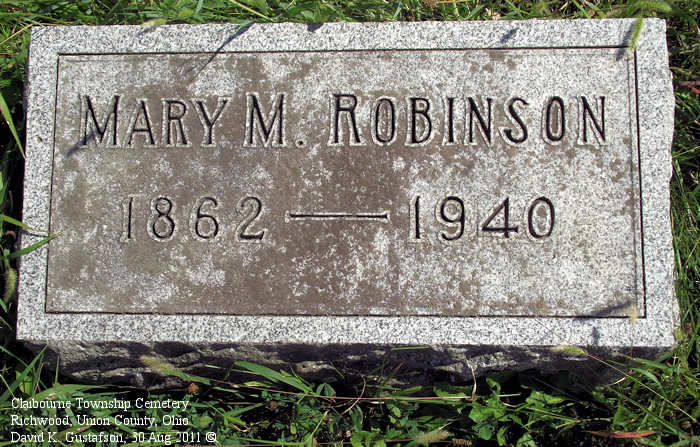 MARY M. ROBINSON
1862 — 1940
Claibourne Township Cemetery
Richwood, Union County, Ohio
David K. Gustafson, 30 Aug 2011 ©